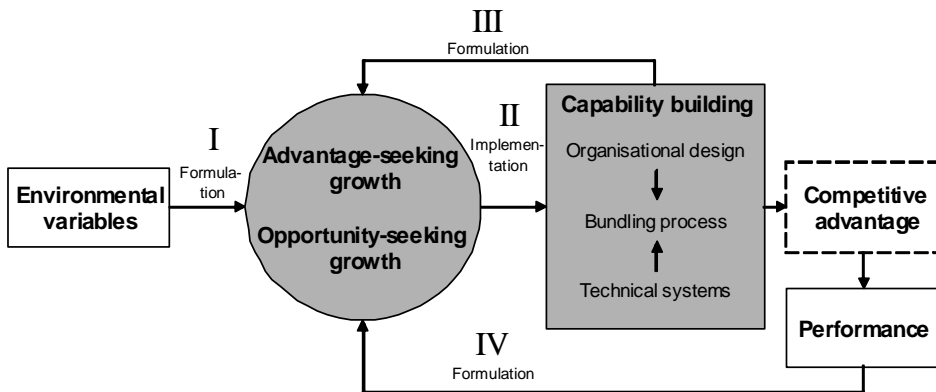 III
Formulation
I
Formula-
tion
II
Implemen-
tation
Environmental
variables
Advantage-seeking
growth
Opportunity-seeking
growth
Capability building
Organisational design
Bundling process
Technical systems
Competitive
advantage
Performance
IV
Formulation